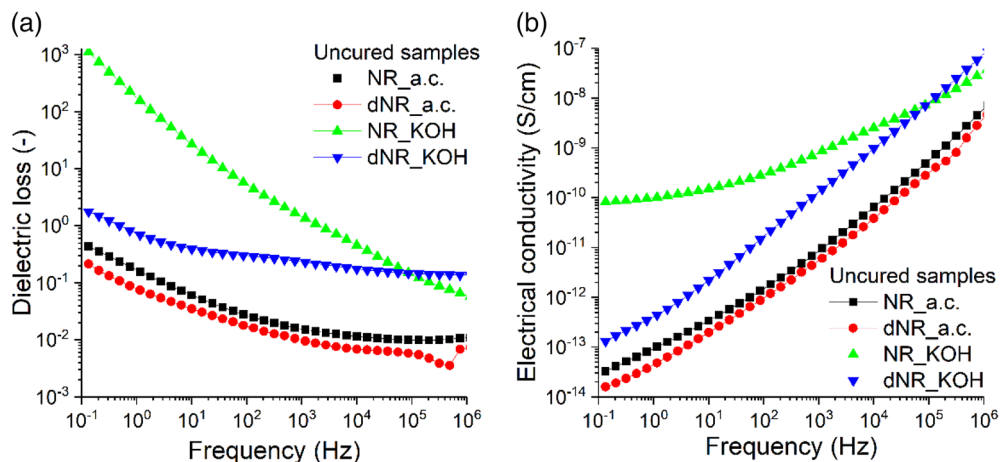 (a)
Dielectric loss (-)
10³
10²
10¹
10⁰
10⁻¹
10⁻²
10⁻³
Uncured samples
NR_a.c.
dNR_a.c.
NR_KOH
dNR_KOH
10⁻¹ 10⁰ 10¹ 10² 10³ 10⁴ 10⁵ 10⁶
Frequency (Hz)
(b)
Electrical conductivity (S/cm)
10⁻⁷
10⁻⁸
10⁻⁹
10⁻¹⁰
10⁻¹¹
10⁻¹²
10⁻¹³
10⁻¹⁴
Uncured samples
NR_a.c.
dNR_a.c.
NR_KOH
dNR_KOH
10⁻¹ 10⁰ 10¹ 10² 10³ 10⁴ 10⁵ 10⁶
Frequency (Hz)